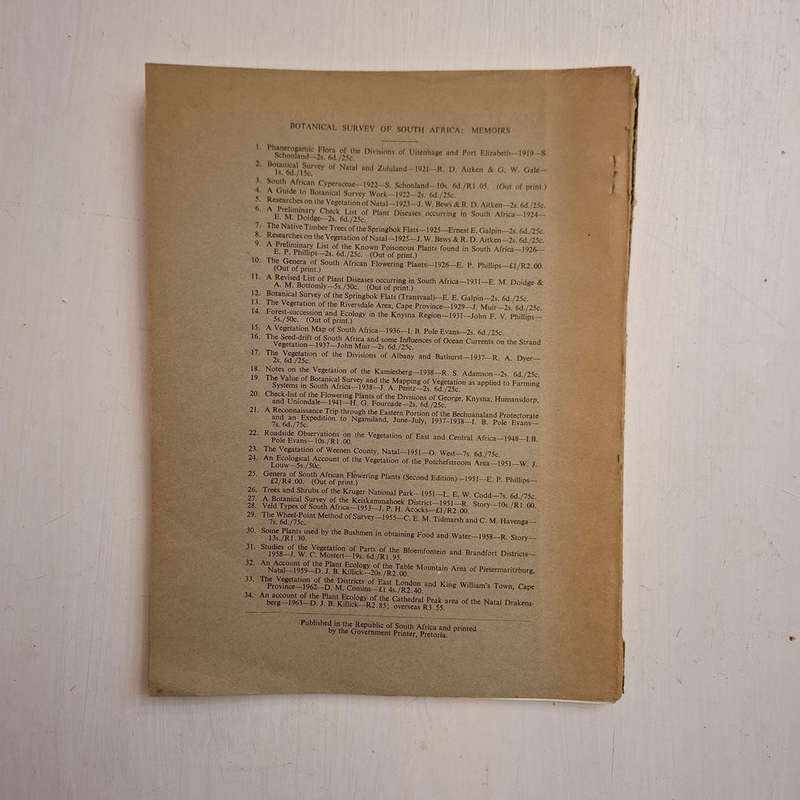 BOTANICAL SURVEY OF SOUTH AFRICA: MEMOIRS
1. Phanerogamic Flora of the Divisions of Uitenhage and Port Elizabeth—1919—S.
Schonland—2s. 6d./25c.
2. Botanical Survey of Natal and Zululand—1921—R. D. Aitken & G. W. Gale—
1s. 6d./15c.
3. South African Cyperaceae—1922—S. Schonland—10s. 6d./R1.05. (Out of print.)
4. A Guide to Botanical Survey Work—1922—2s. 6d./25c.
5. Researches on the Vegetation of Natal—1923—J. W. Bews & R. D. Aitken—2s. 6d./25c.
6. A Preliminary Check List of Plant Diseases occurring in South Africa—1924—
E. M. Doidge—2s. 6d./25c.
7. The Native Timber Trees of the Springbok Flats—1925—Ernest E. Galpin—2s. 6d./25c.
8. Researches on the Vegetation of Natal—1925—J. W. Bews & R. D. Aitken—2s. 6d./25c.
9. A Preliminary List of the Known Poisonous Plants found in South Africa—1926—
E. P. Phillips—2s. 6d./25c. (Out of print.)
10. The Genera of South African Flowering Plants—1926—E. P. Phillips—£1/R2.00.
(Out of print.)
11. A Revised List of Plant Diseases occurring in South Africa—1931—E. M. Doidge &
A. M. Bottomly—5s./50c. (Out of print.)
12. Botanical Survey of the Springbok Flats (Transvaal)—E. E. Galpin—2s. 6d./25c.
13. The Vegetation of the Riversdale Area, Cape Province—1929—J. Muir—2s. 6d./25c.
14. Forest-succession and Ecology in the Knysna Region—1931—John F. V. Phillips—
5s./50c. (Out of print.)
15. A Vegetation Map of South Africa—1936—I. B. Pole Evans—2s. 6d./25c.
16. The Seed-drift of South Africa and some Influences of Ocean Currents on the Strand
Vegetation—1937—John Muir—2s. 6d./25c.
17. The Vegetation of the Divisions of Albany and Bathurst—1937—R. A. Dyer—
2s. 6d./25c.
18. Notes on the Vegetation of the Kamiesberg—1938—R. S. Adamson—2s. 6d./25c.
19. The Value of Botanical Survey and the Mapping of Vegetation as applied to Farming
Systems in South Africa—1938—J. A. Pentz—2s. 6d./25c.
20. Check-list of the Flowering Plants of the Divisions of George, Knysna, Humansdorp,
and Uniondale—1941—H. G. Fourcade—2s. 6d./25c.
21. A Reconnaissance Trip through the Eastern Portion of the Bechuanaland Protectorate
and an Expedition to Ngamiland, June-July, 1937-1938—I. B. Pole Evans—
7s. 6d./75c.
22. Roadside Observations on the Vegetation of East and Central Africa—1948—I.B.
Pole Evans—10s./R1.00.
23. The Vegatation of Weenen County, Natal—1951—O. West—7s. 6d./75c.
24. An Ecological Account of the Vegetation of the Potchefstroom Area—1951—W. J.
Louw—5s./50c.
25. Genera of South African Flowering Plants (Second Edition)—1951—E. P. Phillips—
£2/R4.00. (Out of print.)
26. Trees and Shrubs of the Kruger National Park—1951—L. E. W. Codd—7s. 6d./75c.
27. A Botanical Survey of the Keiskammahoek District—1951—R. Story—10s./R1.00.
28. Veld Types of South Africa—1953—J. P. H. Acocks—£1/R2.00.
29. The Wheel-Point Method of Survey—1955—C. E. M. Tidmarsh and C. M. Havenga—
7s. 6d./75c.
30. Some Plants used by the Bushmen in obtaining Food and Water—1958—R. Story—
13s./R1.30.
31. Studies of the Vegetation of Parts of the Bloemfontein and Brandfort Districts—
1958—J. W. C. Mostert—19s. 6d./R1.95.
32. An Account of the Plant Ecology of the Table Mountain Area of Pietermaritzburg,
Natal—1959—D. J. B. Killick—20s./R2.00.
33. The Vegetation of the Districts of East London and King William's Town, Cape
Province—1962—D. M. Comins—£1 4s./R2.40.
34. An account of the Plant Ecology of the Cathedral Peak area of the Natal Drakens-
berg—1963—D. J. B. Killick—R2.85; overseas R3.55.
Published in the Republic of South Africa and printed
by the Government Printer, Pretoria.